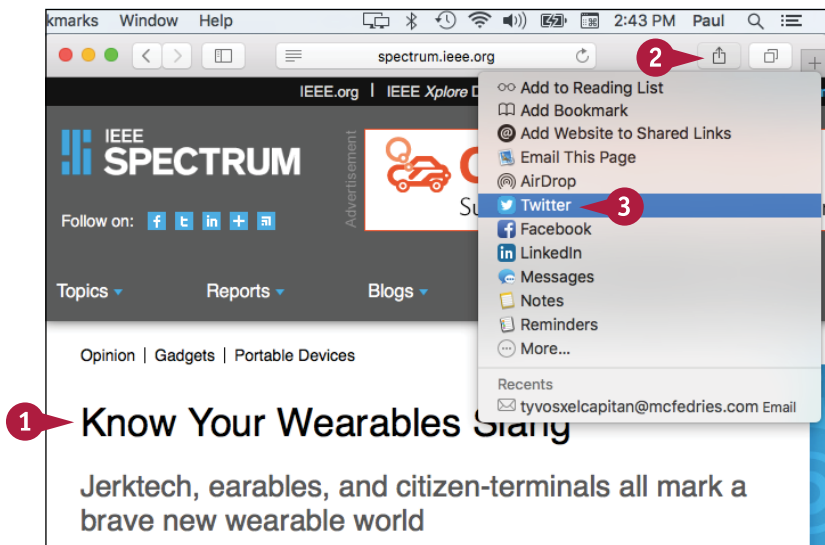 kmarks Window Help 2:43 PM Paul
spectrum.ieee.org
2
IEEE.org | IEEE Xplore D
IEEE
SPECTRUM
Advertisement
Su
Follow on: f t in +
Topics Reports Blogs
Add to Reading List
Add Bookmark
@ Add Website to Shared Links
Email This Page
AirDrop
Twitter
3
f Facebook
in LinkedIn
Messages
Notes
Reminders
More...
Recents
tyvosxelcapitan@mcfedries.com Email
Opinion | Gadgets | Portable Devices
1
Know Your Wearables Slang
Jerktech, earables, and citizen-terminals all mark a
brave new wearable world